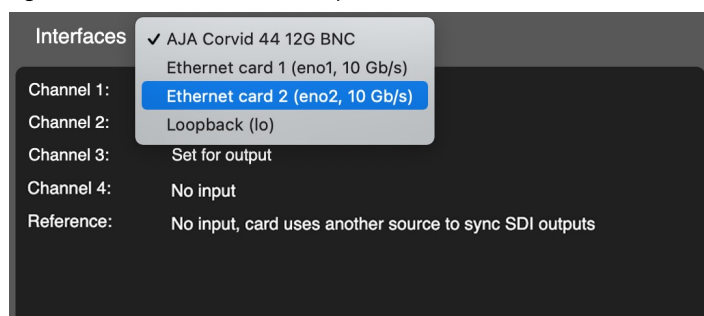 Interfaces
✓ AJA Corvid 44 12G BNC
Ethernet card 1 (eno1, 10 Gb/s)
Ethernet card 2 (eno2, 10 Gb/s)
Loopback (lo)
Channel 1:
Channel 2:
Channel 3: Set for output
Channel 4: No input
Reference: No input, card uses another source to sync SDI outputs